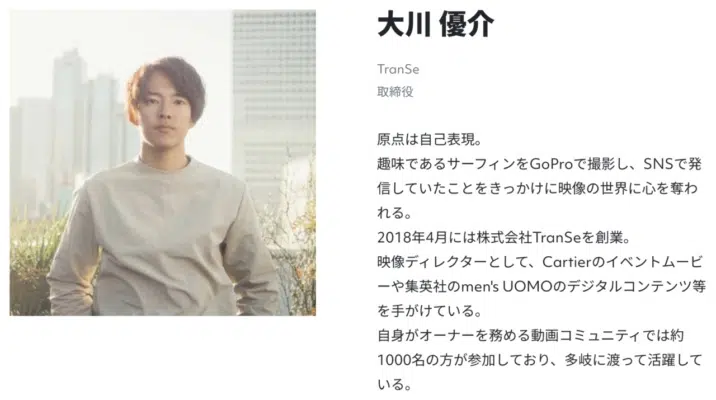 大川 優介
TranSe
取締役
原点は自己表現。
趣味であるサーフィンをGoProで撮影し、SNSで発
信していたことをきっかけに映像の世界に心を奪わ
れる。
2018年4月には株式会社TranSeを創業。
映像ディレクターとして、Cartierのイベントムービ
ーや集英社のmen's UOMOのデジタルコンテンツ等
を手がけている。
自身がオーナーを務める動画コミュニティでは約
1000名の方が参加しており、多岐に渡って活躍して
いる。